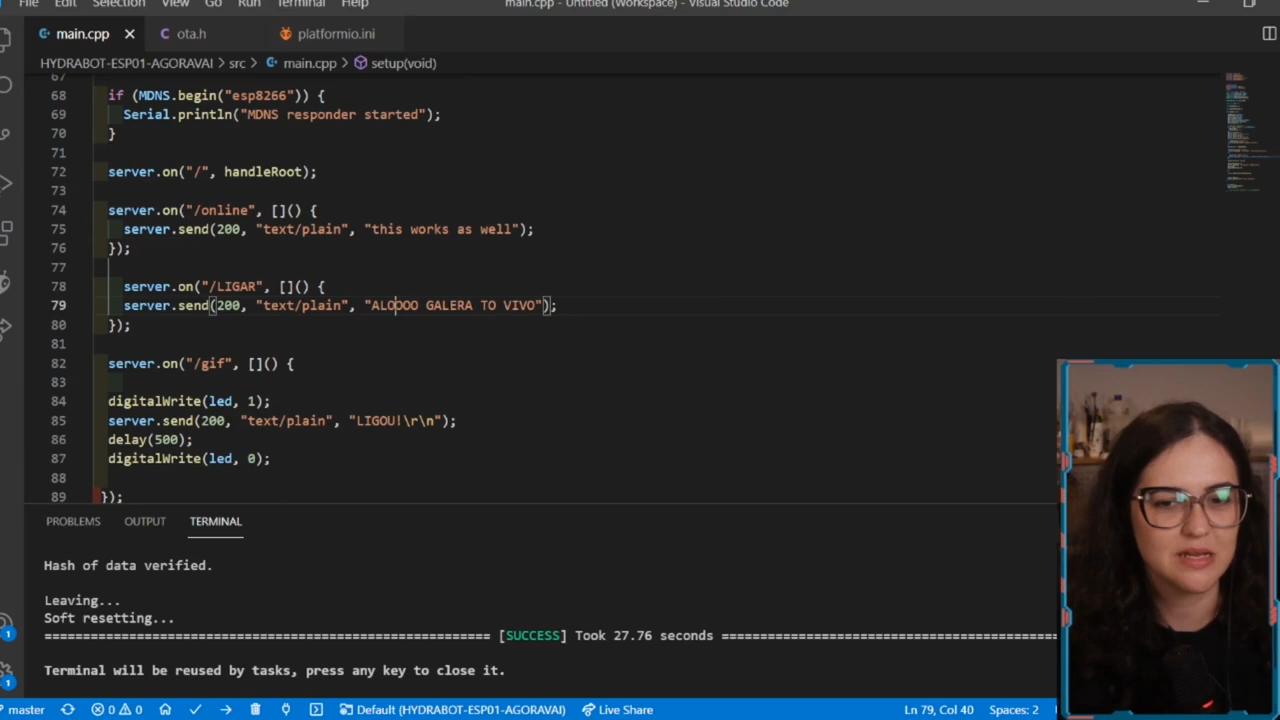 File Edit Selection View Go Run Terminal Help main.cpp - Untitled (Workspace) - Visual Studio Code
main.cpp ota.h platformio.ini
HYDRABOT-ESP01-AGORAVAI > src > main.cpp > setup(void)
67
68 if (MDNS.begin("esp8266")) {
69 Serial.println("MDNS responder started");
70 }
71
72 server.on("/", handleRoot);
73
74 server.on("/online", []() {
75 server.send(200, "text/plain", "this works as well");
76 });
77
78 server.on("/LIGAR", []() {
79 server.send(200, "text/plain", "ALOOOO GALERA TO VIVO");
80 });
81
82 server.on("/gif", []() {
83
84 digitalWrite(led, 1);
85 server.send(200, "text/plain", "LIGOU!\r\n");
86 delay(500);
87 digitalWrite(led, 0);
88
89 });
PROBLEMS OUTPUT TERMINAL
Hash of data verified.
Leaving...
Soft resetting...
[SUCCESS] Took 27.76 seconds
Terminal will be reused by tasks, press any key to close it.
1
1
master 0 0 Default (HYDRABOT-ESP01-AGORAVAI) Live Share Ln 79, Col 40 Spaces: 2